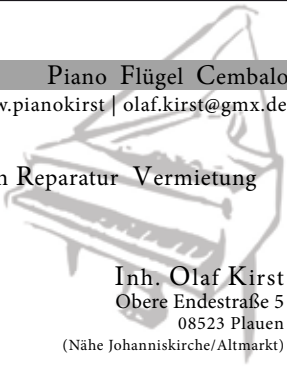 Piano Flügel Cembalo
w.pianokirst | olaf.kirst@gmx.de
n Reparatur Vermietung
Inh. Olaf Kirst
Obere Endestraße 5
08523 Plauen
(Nähe Johanniskirche/Altmarkt)